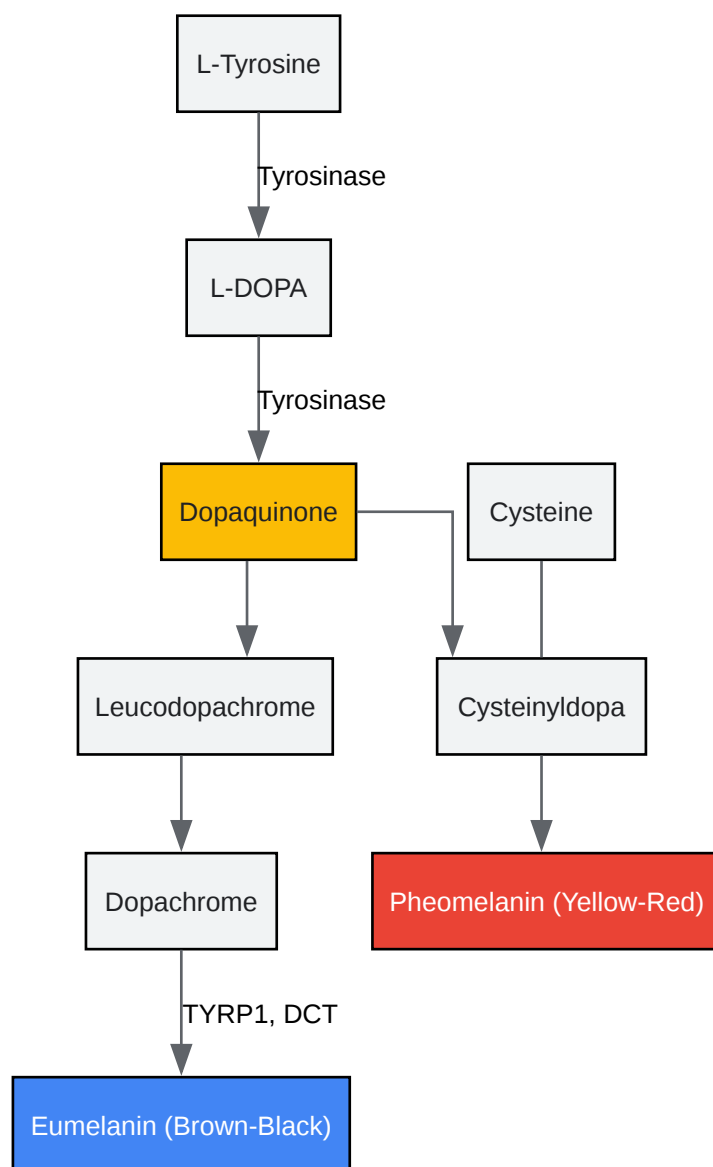 L-Tyrosine
Tyrosinase
L-DOPA
Tyrosinase
Dopaquinone
Cysteine
Leucodopachrome
Cysteinyldopa
Dopachrome
Pheomelanin (Yellow-Red)
TYRP1, DCT
Eumelanin (Brown-Black)